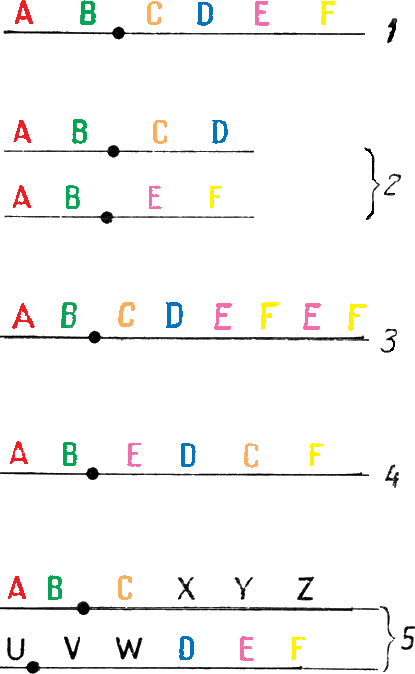 A B C D E F 1
A B C D
2
A B E F
A B C D E F E F 3
A B E D C F 4
A B C X Y Z
5
U V W D E F